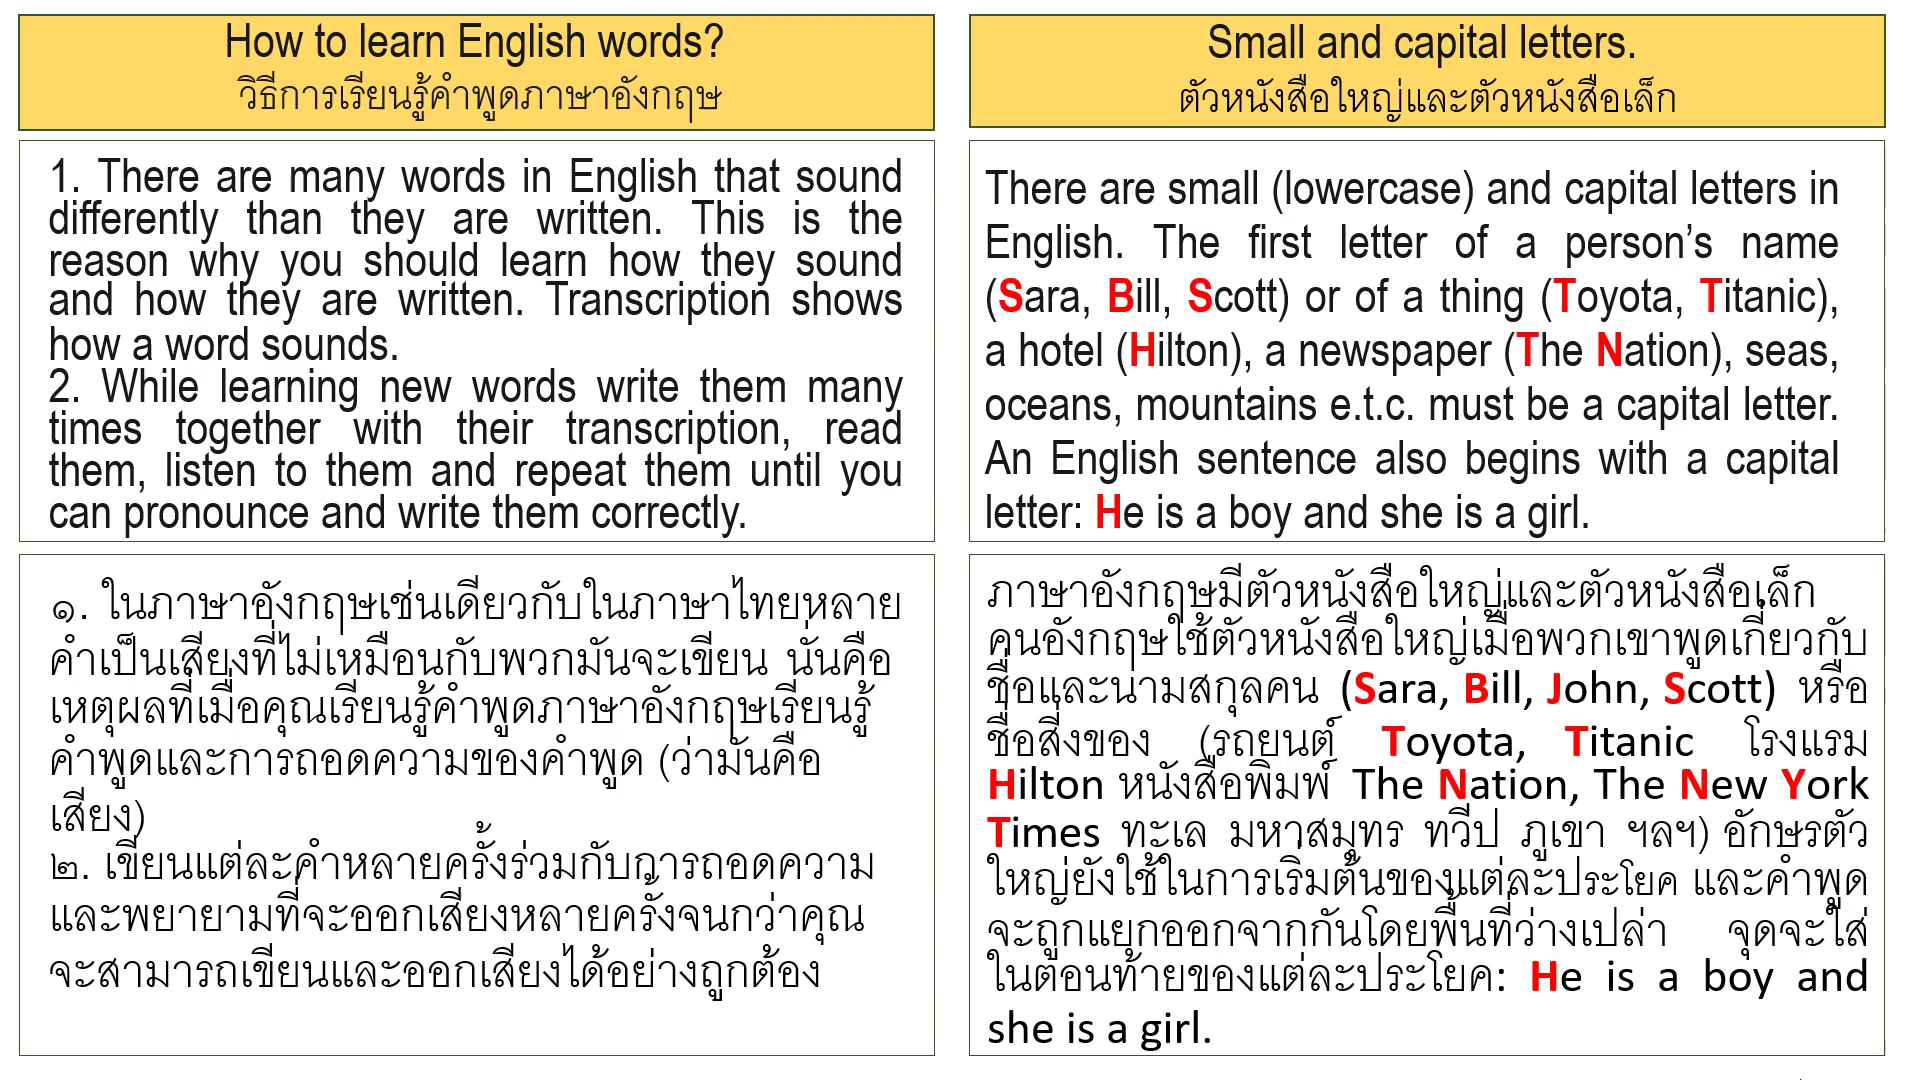 How to learn English words?
วิธีการเรียนรู้คำพูดภาษาอังกฤษ
1. There are many words in English that sound
differently than they are written. This is the
reason why you should learn how they sound
and how they are written. Transcription shows
how a word sounds.
2. While learning new words write them many
times together with their transcription, read
them, listen to them and repeat them until you
can pronounce and write them correctly.
๑. ในภาษาอังกฤษเช่นเดียวกับในภาษาไทยหลาย
คำเป็นเสียงที่ไม่เหมือนกับพวกมันจะเขียน นั่นคือ
เหตุผลที่เมื่อคุณเรียนรู้คำพูดภาษาอังกฤษเรียนรู้
คำพูดและการถอดความของคำพูด (ว่ามันคือ
เสียง)
๒. เขียนแต่ละคำหลายครั้งร่วมกับการถอดความ
และพยายามที่จะออกเสียงหลายครั้งจนกว่าคุณ
จะสามารถเขียนและออกเสียงได้อย่างถูกต้อง
Small and capital letters.
ตัวหนังสือใหญ่และตัวหนังสือเล็ก
There are small (lowercase) and capital letters in
English. The first letter of a person’s name
(Sara, Bill, Scott) or of a thing (Toyota, Titanic),
a hotel (Hilton), a newspaper (The Nation), seas,
oceans, mountains e.t.c. must be a capital letter.
An English sentence also begins with a capital
letter: He is a boy and she is a girl.
ภาษาอังกฤษมีตัวหนังสือใหญ่และตัวหนังสือเล็ก
คนอังกฤษใช้ตัวหนังสือใหญ่เมื่อพวกเขาพูดเกี่ยวกับ
ชื่อและนามสกุลคน (Sara, Bill, John, Scott) หรือ
ชื่อสิ่งของ (รถยนต์ Toyota, Titanic โรงแรม
Hilton หนังสือพิมพ์ The Nation, The New York
Times ทะเล มหาสมุทร ทวีป ภูเขา ฯลฯ) อักษรตัว
ใหญ่ยังใช้ในการเริ่มต้นของแต่ละประโยค และคำพูด
จะถูกแยกออกจากกันโดยพื้นที่ว่างเปล่า จุดจะใส่
ในตอนท้ายของแต่ละประโยค: He is a boy and
she is a girl.